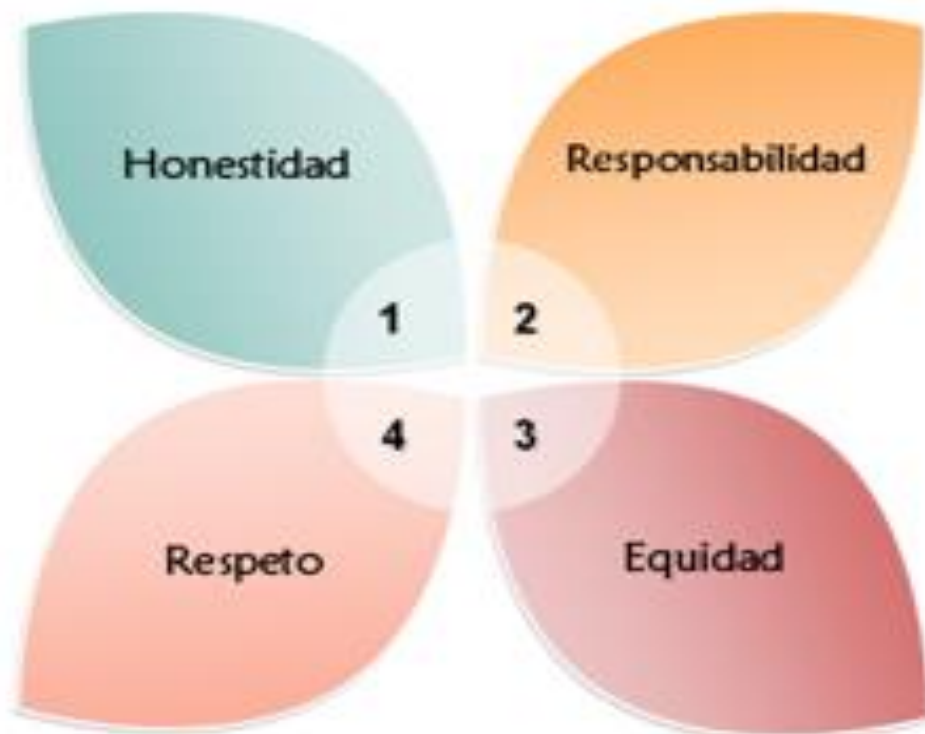 Honestidad
Responsabilidad
1
2
4
3
Respeto
Equidad